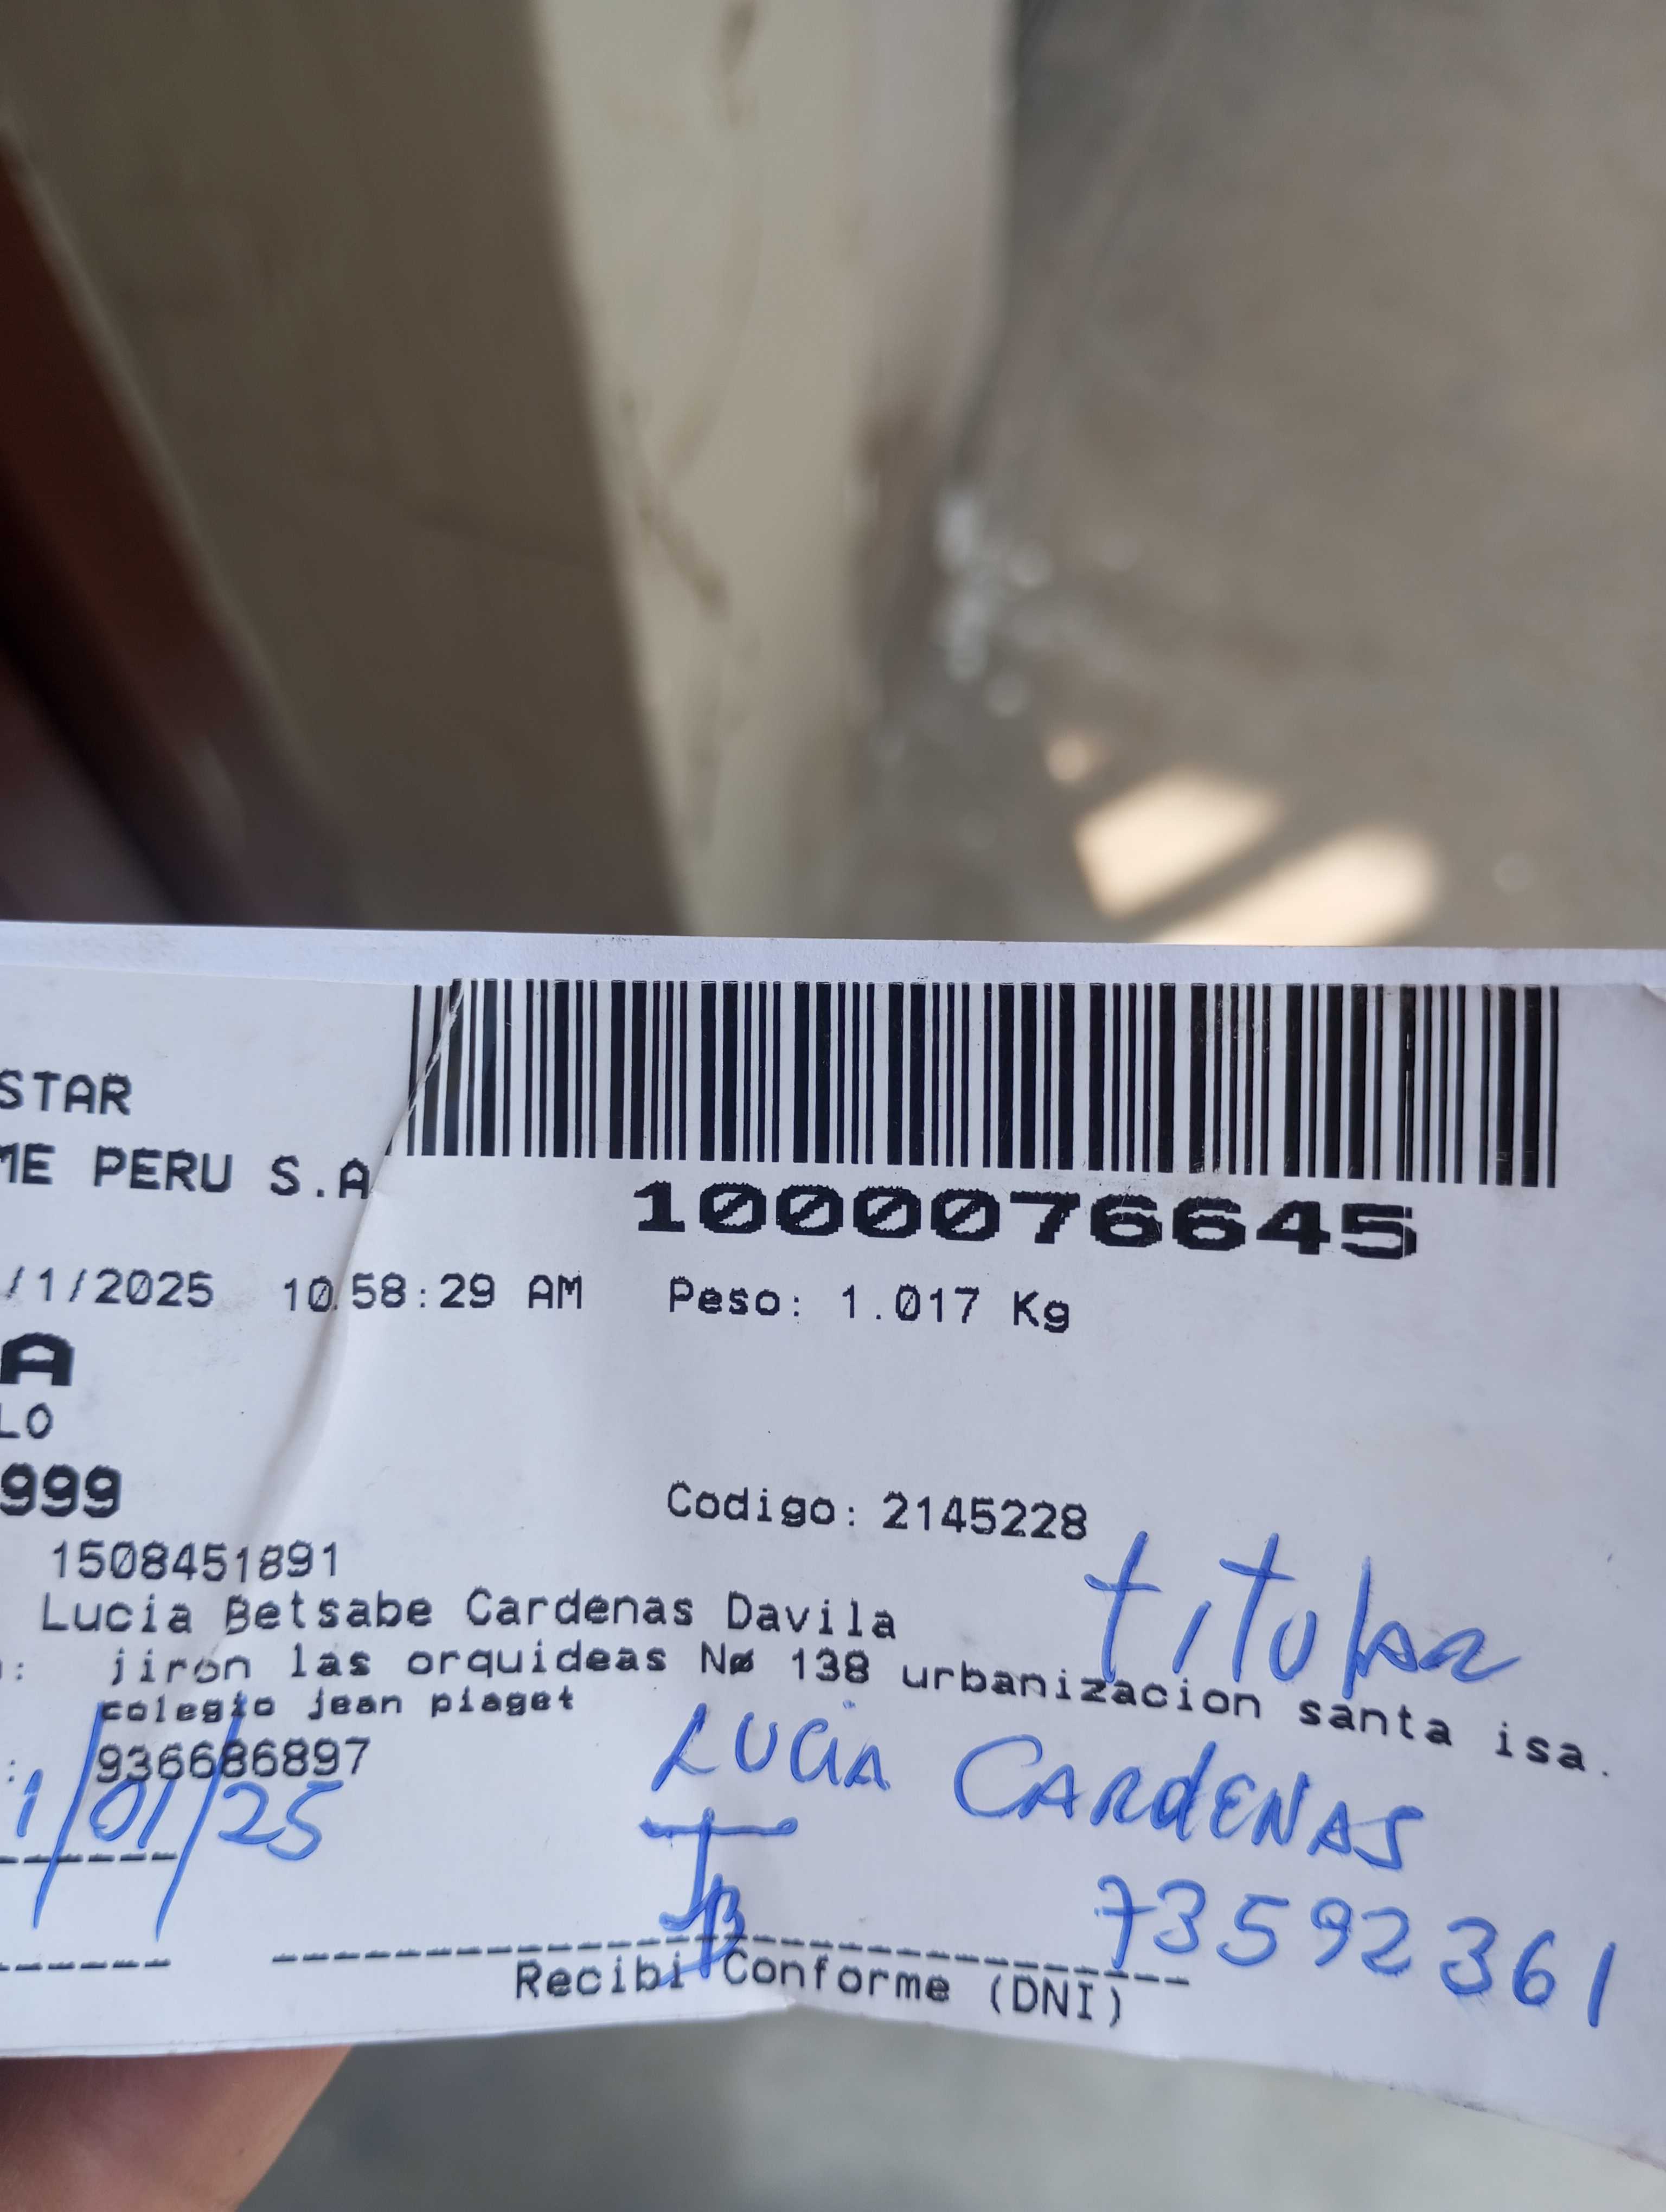 STAR
ME PERU S.A
1000076645
/1/2025 10:58:29 AM Peso: 1.017 Kg
A
LO
999
Codigo: 2145228
1508451891
titular
Lucia Betsabe Cardenas Davila
: jiron las orquideas Nø 138 urbanizacion santa isa.
colegio jean piaget
: 936686897
1/01/25
LUCIA CARDENAS
73592361
Recibi Conforme (DNI)